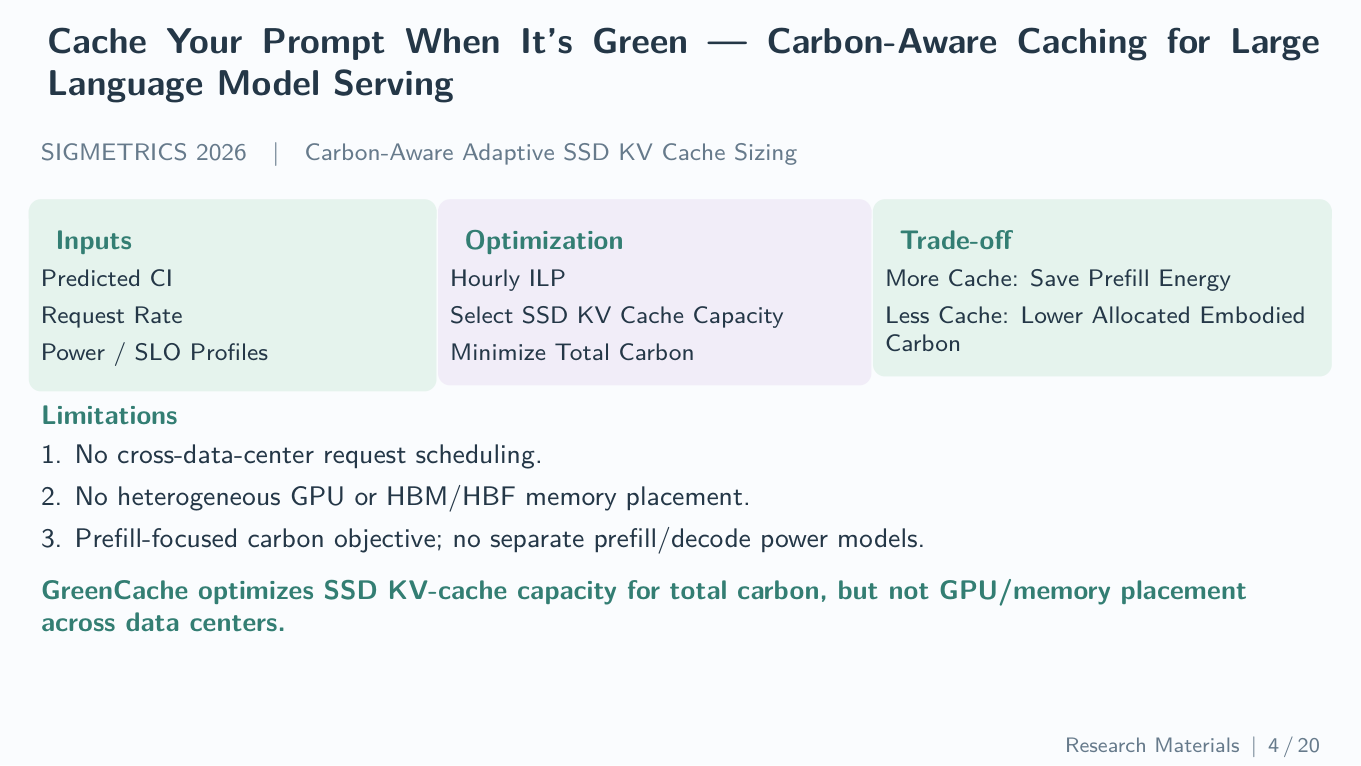 Cache Your Prompt When It's Green — Carbon-Aware Caching for Large
Language Model Serving
SIGMETRICS 2026 | Carbon-Aware Adaptive SSD KV Cache Sizing
Inputs
Predicted CI
Request Rate
Power / SLO Profiles
Optimization
Hourly ILP
Select SSD KV Cache Capacity
Minimize Total Carbon
Trade-off
More Cache: Save Prefill Energy
Less Cache: Lower Allocated Embodied
Carbon
Limitations
1. No cross-data-center request scheduling.
2. No heterogeneous GPU or HBM/HBF memory placement.
3. Prefill-focused carbon objective; no separate prefill/decode power models.
GreenCache optimizes SSD KV-cache capacity for total carbon, but not GPU/memory placement
across data centers.
Research Materials | 4 / 20